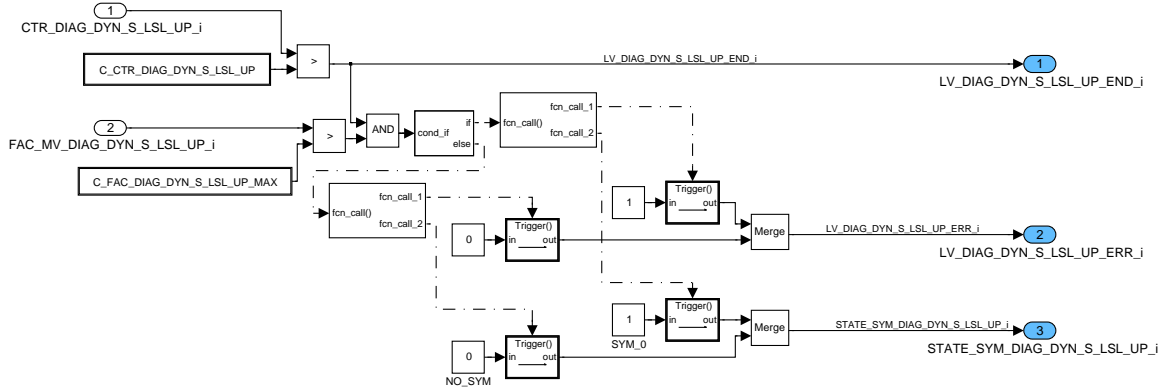 1
CTR_DIAG_DYN_S_LSL_UP_i
C_CTR_DIAG_DYN_S_LSL_UP
>
LV_DIAG_DYN_S_LSL_UP_END_i
1
LV_DIAG_DYN_S_LSL_UP_END_i
2
FAC_MV_DIAG_DYN_S_LSL_UP_i
C_FAC_DIAG_DYN_S_LSL_UP_MAX
>
AND
cond_if
if
else
fcn_call()
fcn_call_1
fcn_call_2
fcn_call()
fcn_call_1
fcn_call_2
1
Trigger()
in
out
0
Trigger()
in
out
Merge
LV_DIAG_DYN_S_LSL_UP_ERR_i
2
LV_DIAG_DYN_S_LSL_UP_ERR_i
1
SYM_0
Trigger()
in
out
0
NO_SYM
Trigger()
in
out
Merge
STATE_SYM_DIAG_DYN_S_LSL_UP_i
3
STATE_SYM_DIAG_DYN_S_LSL_UP_i